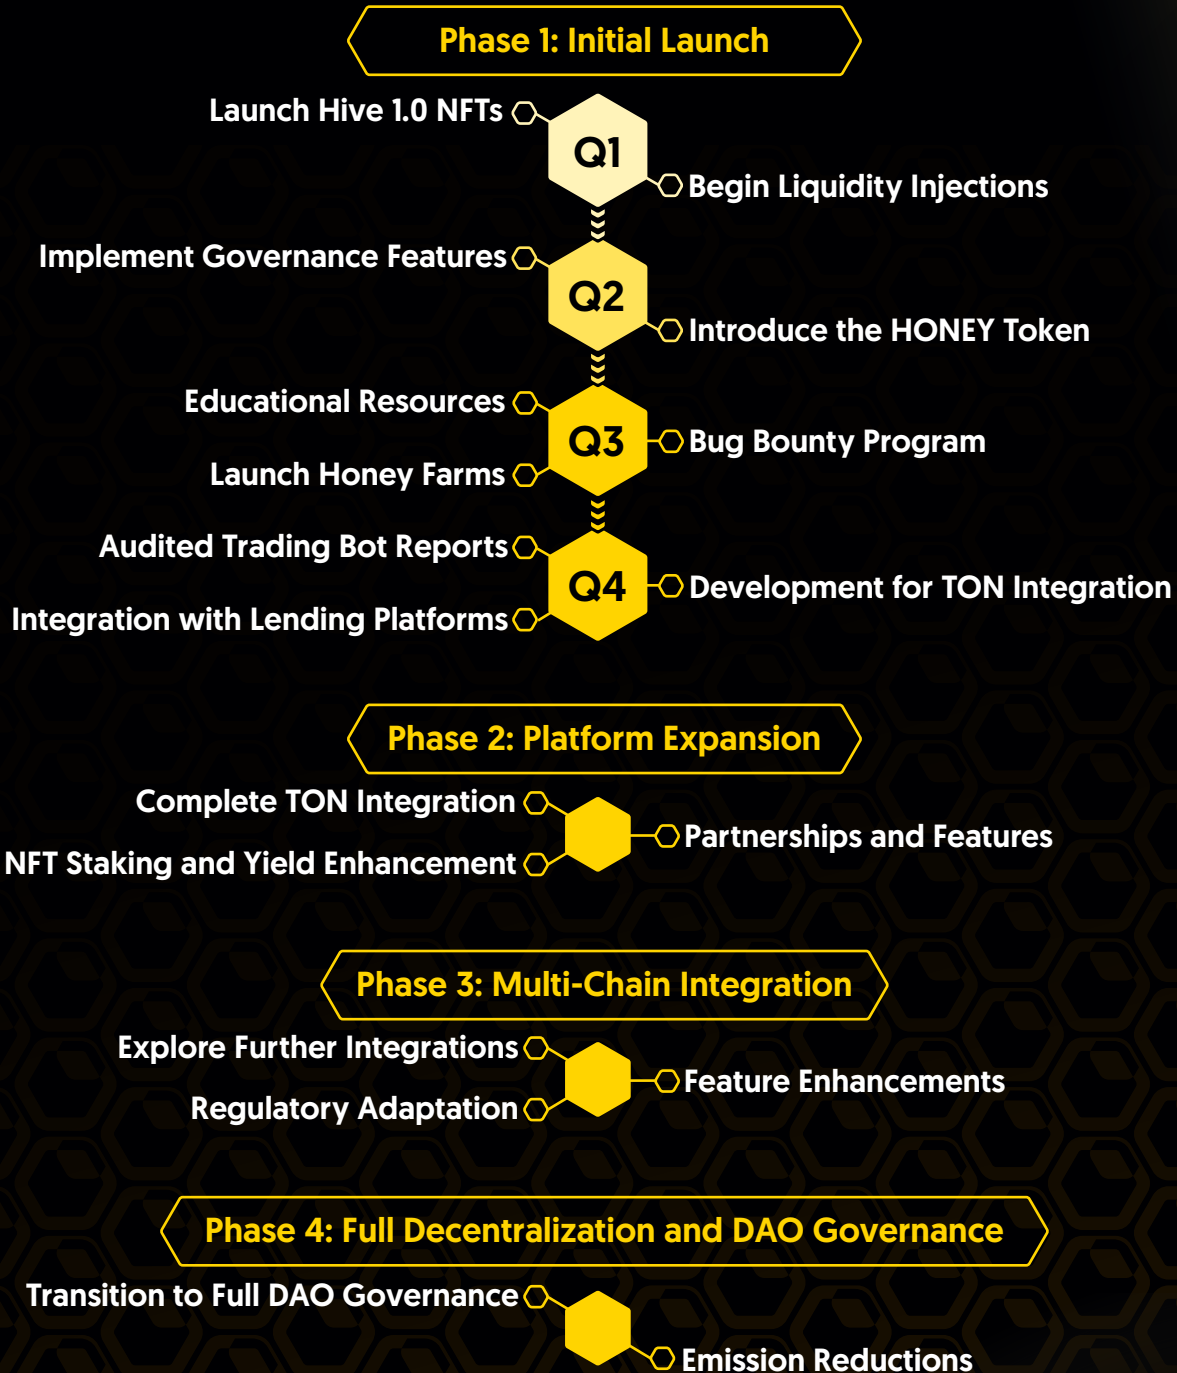 Phase 1: Initial Launch
Launch Hive 1.0 NFTs
Q1
Begin Liquidity Injections
Implement Governance Features
Q2
Introduce the HONEY Token
Educational Resources
Q3
Bug Bounty Program
Launch Honey Farms
Audited Trading Bot Reports
Q4
Development for TON Integration
Integration with Lending Platforms
Phase 2: Platform Expansion
Complete TON Integration
Partnerships and Features
NFT Staking and Yield Enhancement
Phase 3: Multi-Chain Integration
Explore Further Integrations
Feature Enhancements
Regulatory Adaptation
Phase 4: Full Decentralization and DAO Governance
Transition to Full DAO Governance
Emission Reductions